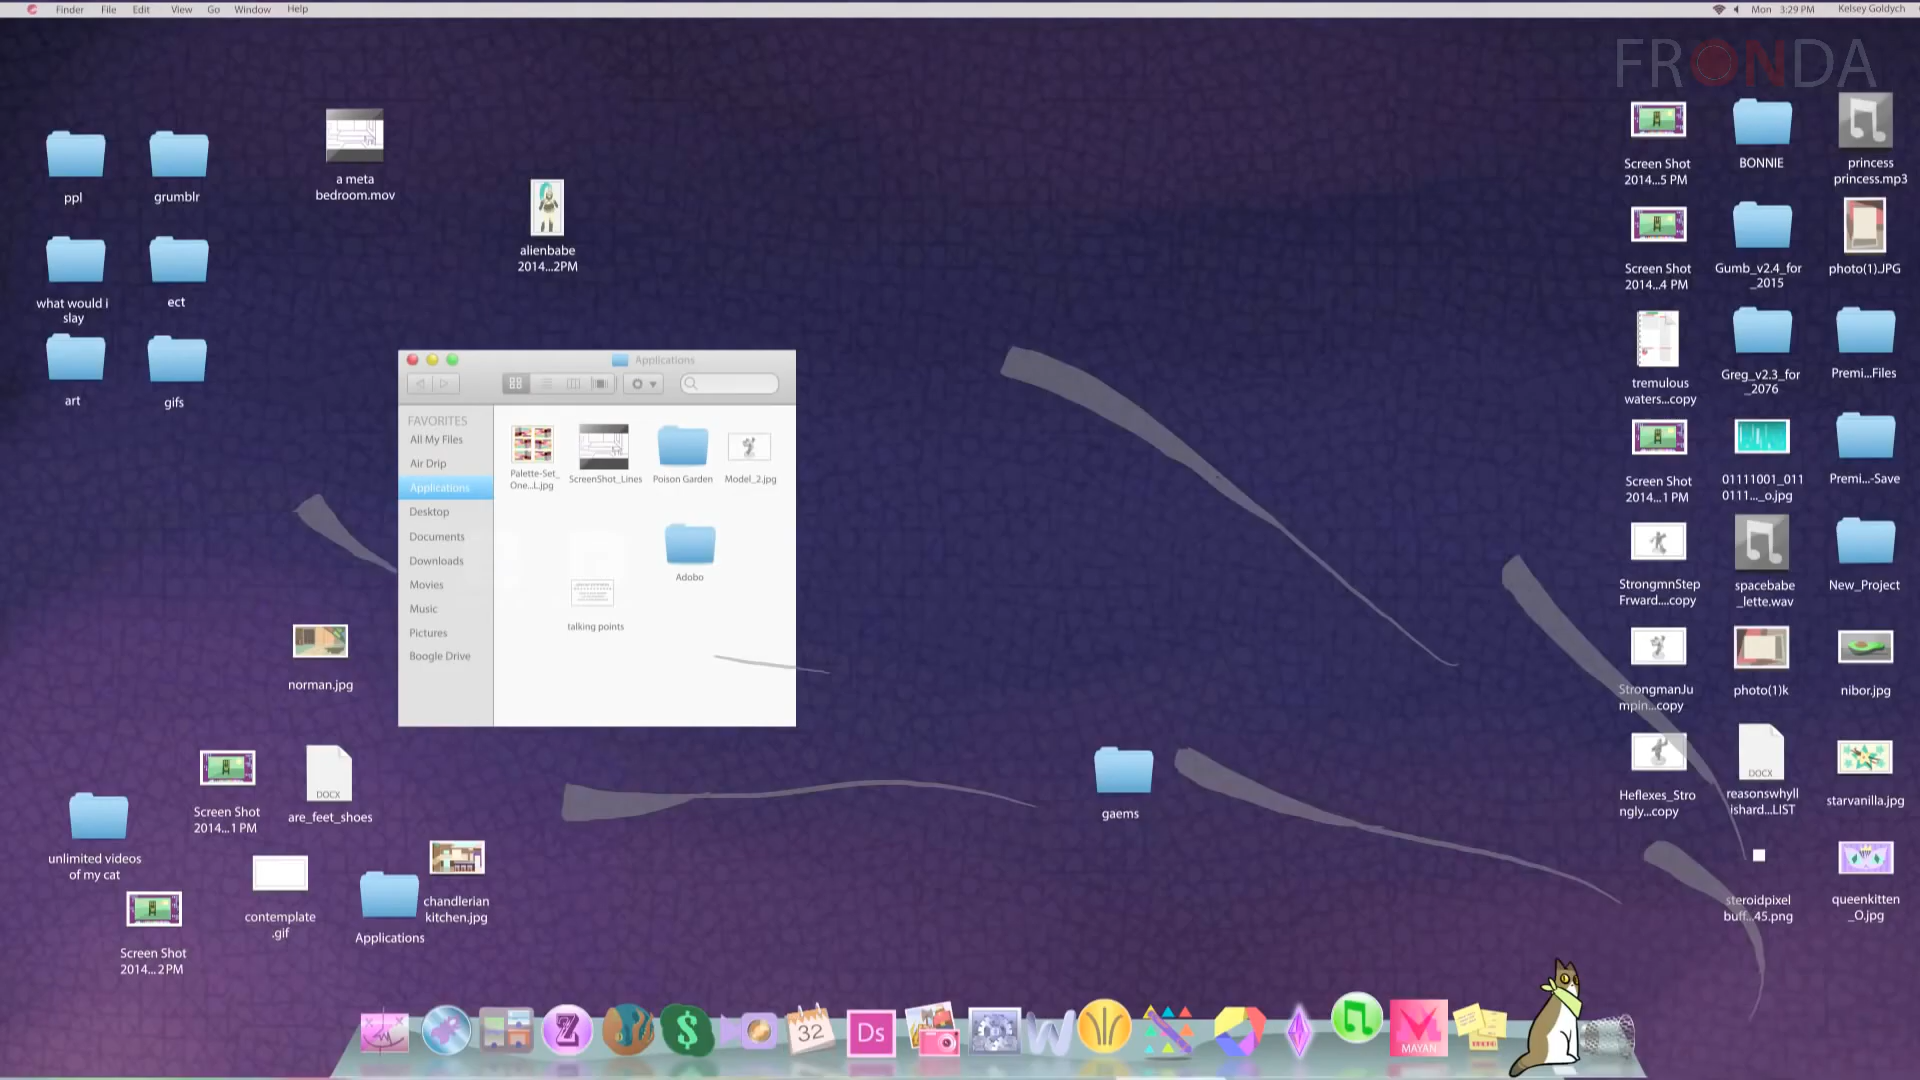 Finder File Edit View Go Window Help
Mon 3:29 PM Kelsey Goldych
FRONDA
ppl
grumblr
a meta
bedroom.mov
alienbabe
2014...2PM
what would i
slay
ect
art
gifs
Applications
FAVORITES
All My Files
Air Drip
Applications
Desktop
Documents
Downloads
Movies
Music
Pictures
Boogle Drive
Palette-Set_
One...L.jpg
ScreenShot_Lines
Poison Garden
Model_2.jpg
Adobo
talking points
norman.jpg
Screen Shot
2014...1 PM
DOCX
are_feet_shoes
unlimited videos
of my cat
contemplate
.gif
Applications
chandlerian
kitchen.jpg
Screen Shot
2014...2 PM
gaems
Screen Shot
2014...5 PM
BONNIE
princess
princess.mp3
Screen Shot
2014...4 PM
Gumb_v2.4_for
_2015
photo(1).JPG
tremulous
waters...copy
Greg_v2.3_for
_2076
Premi...Files
Screen Shot
2014...1 PM
01111001_011
0111..._o.jpg
Premi...-Save
StrongmnStep
Frward....copy
spacebabe
_lette.wav
New_Project
StrongmanJu
mpin...copy
photo(1)k
nibor.jpg
Heflexes_Stro
ngly...copy
DOCX
reasonswhyll
ishard...LIST
starvanilla.jpg
steroidpixel
buff...45.png
queenkitten
_O.jpg
Z
$
32
Ds
W
MAYAN